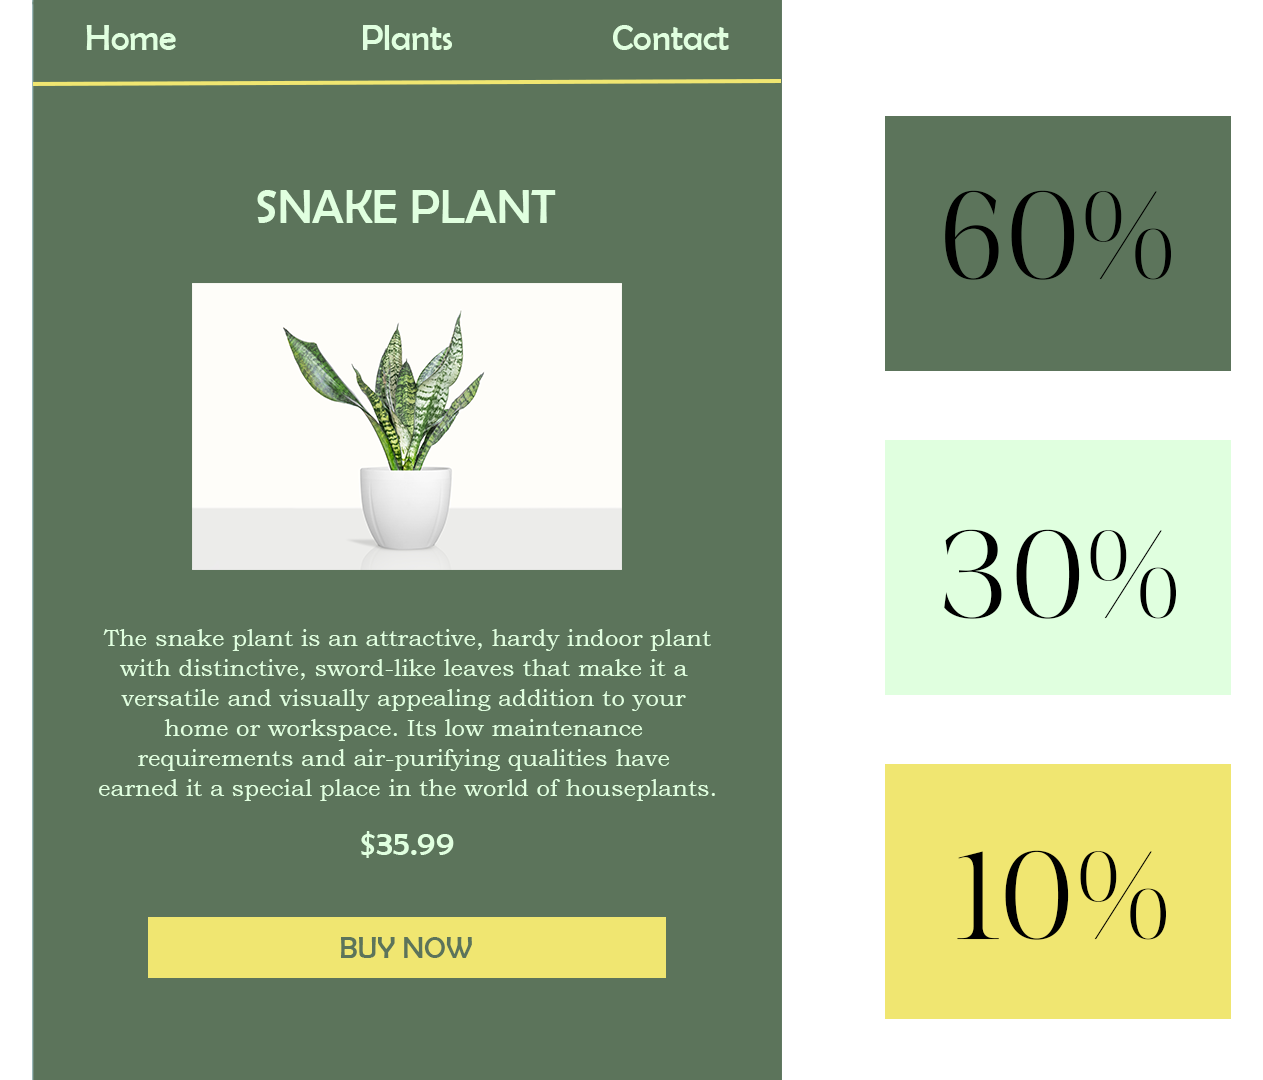 Home Plants Contact
SNAKE PLANT
The snake plant is an attractive, hardy indoor plant
with distinctive, sword-like leaves that make it a
versatile and visually appealing addition to your
home or workspace. Its low maintenance
requirements and air-purifying qualities have
earned it a special place in the world of houseplants.
$35.99
BUY NOW
60%
30%
10%